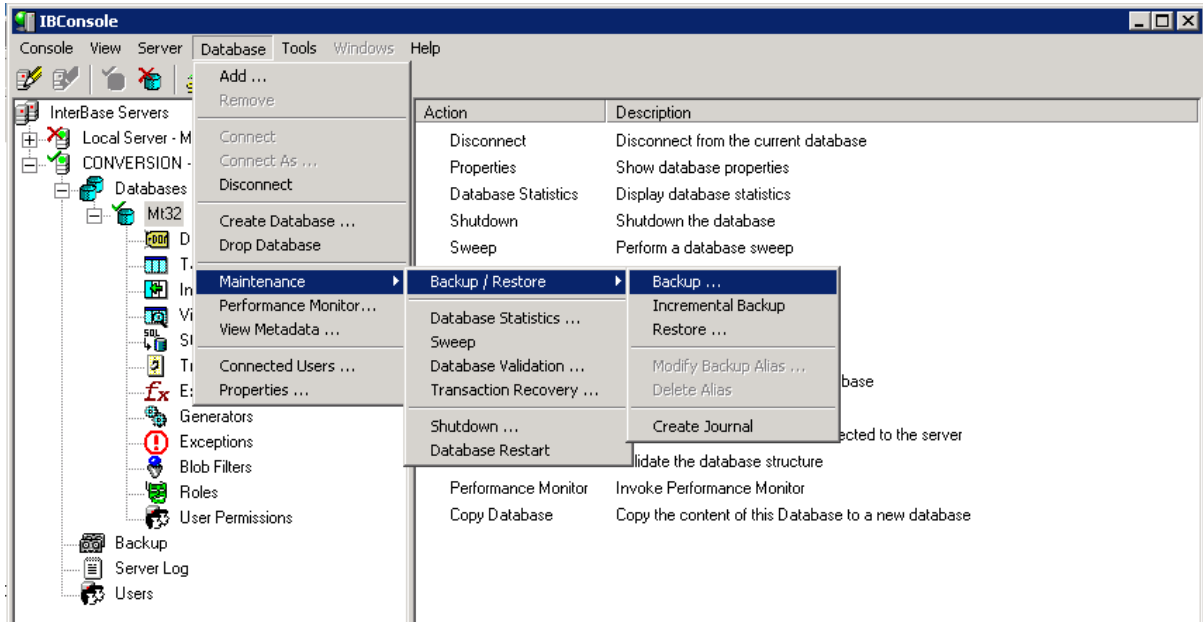 IBConsole
Console View Server Database Tools Windows Help
Add ...
Remove
Connect
Connect As ...
Disconnect
Create Database ...
Drop Database
Maintenance
Performance Monitor...
View Metadata ...
Connected Users ...
Properties ...
Backup / Restore
Database Statistics ...
Sweep
Database Validation ...
Transaction Recovery ...
Shutdown ...
Database Restart
Backup ...
Incremental Backup
Restore ...
Modify Backup Alias ...
Delete Alias
Create Journal
InterBase Servers
Local Server - M
CONVERSION -
Databases
Mt32
D
In
Vi
SQL
St
Generators
Exceptions
Blob Filters
Roles
User Permissions
Backup
Server Log
Users
Action Description
Disconnect Disconnect from the current database
Properties Show database properties
Database Statistics Display database statistics
Shutdown Shutdown the database
Sweep Perform a database sweep
base
ected to the server
lidate the database structure
Performance Monitor Invoke Performance Monitor
Copy Database Copy the content of this Database to a new database